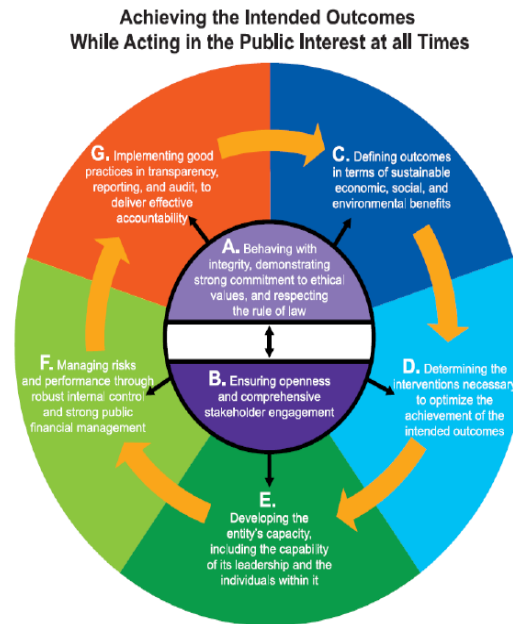 Achieving the Intended Outcomes
While Acting in the Public Interest at all Times
G. Implementing good
practices in transparency,
reporting, and audit, to
deliver effective
accountability
C. Defining outcomes
in terms of sustainable
economic, social, and
environmental benefits
A. Behaving with
integrity, demonstrating
strong commitment to ethical
values, and respecting
the rule of law
B. Ensuring openness
and comprehensive
stakeholder engagement
F. Managing risks
and performance through
robust internal control
and strong public
financial management
D. Determining the
interventions necessary
to optimize the
achievement of the
intended outcomes
E.
Developing the
entity's capacity,
including the capability
of its leadership and the
individuals within it